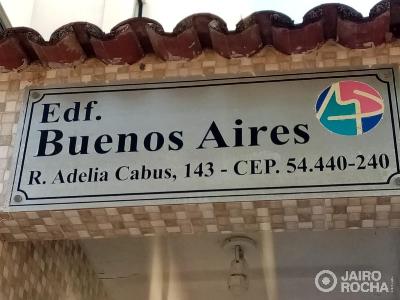 Edf.
Buenos Aires
R. Adelia Cabus, 143 - CEP. 54.440-240
JAIRO
ROCHA